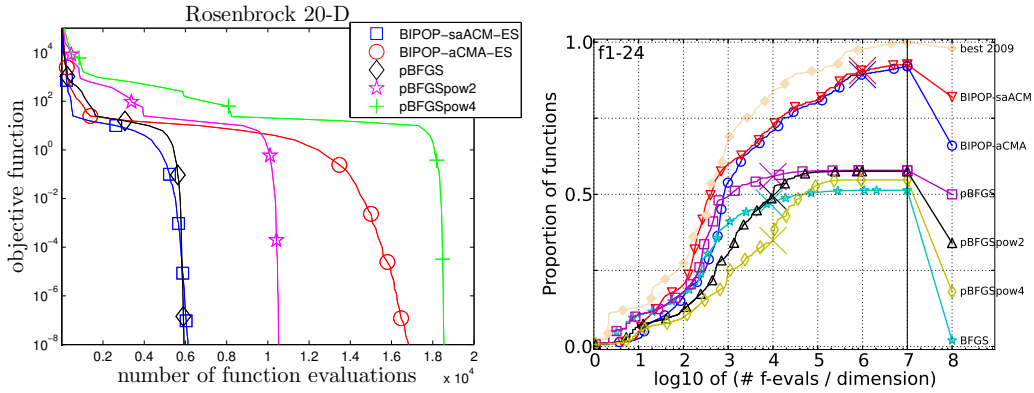 Rosenbrock 20-D
BIPOP-saACM-ES
BIPOP-aCMA-ES
pBFGS
pBFGSpow2
pBFGSpow4
objective function
10^4
10^2
10^0
10^-2
10^-4
10^-6
10^-8
0.2 0.4 0.6 0.8 1 1.2 1.4 1.6 1.8 2
x 10^4
number of function evaluations
f1-24
Proportion of functions
1.0
0.5
0.0
0 1 2 3 4 5 6 7 8
log10 of (# f-evals / dimension)
best 2009
BIPOP-saACM
BIPOP-aCMA
pBFGS
pBFGSpow2
pBFGSpow4
BFGS